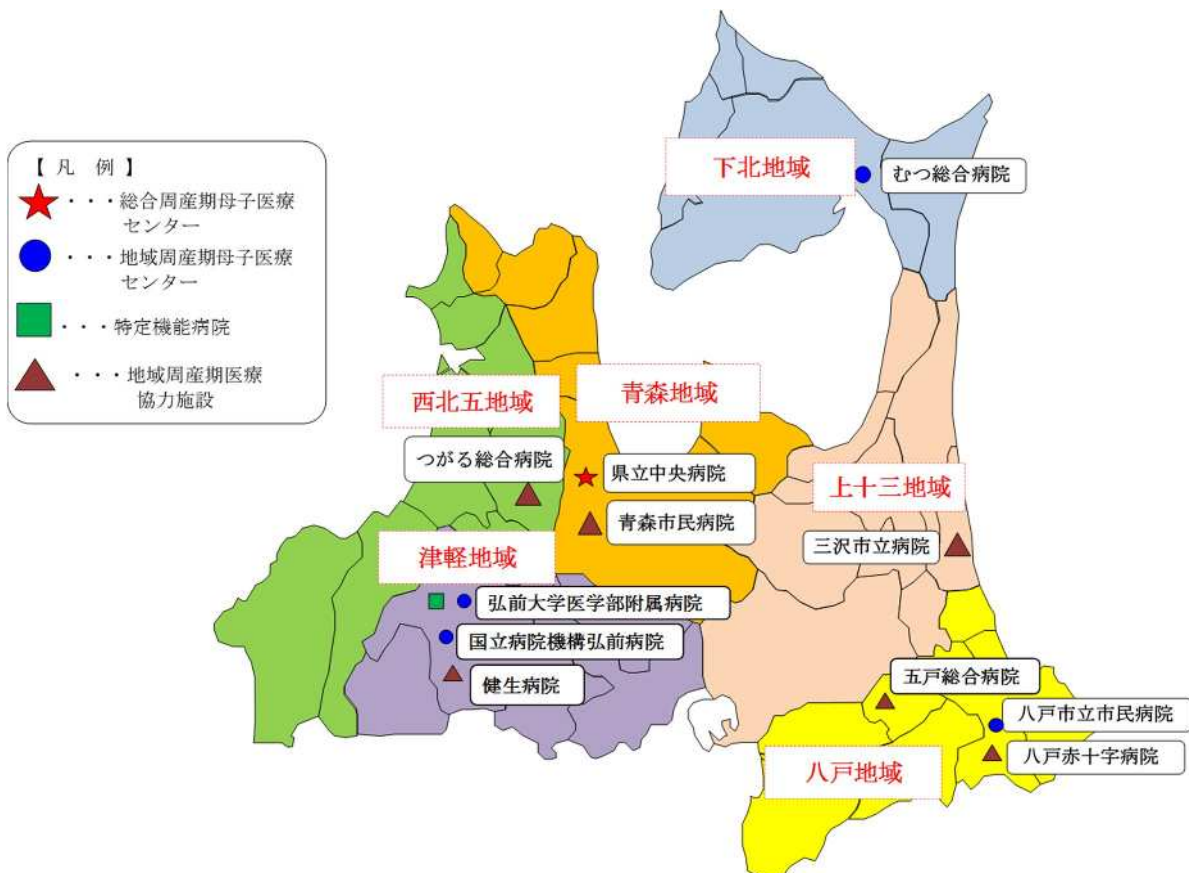 【 凡 例 】
・・・総合周産期母子医療
センター
・・・地域周産期母子医療
センター
・・・特定機能病院
・・・地域周産期医療
協力施設
下北地域
むつ総合病院
西北五地域
青森地域
つがる総合病院
県立中央病院
青森市民病院
上十三地域
三沢市立病院
津軽地域
弘前大学医学部附属病院
国立病院機構弘前病院
健生病院
五戸総合病院
八戸市立市民病院
八戸赤十字病院
八戸地域